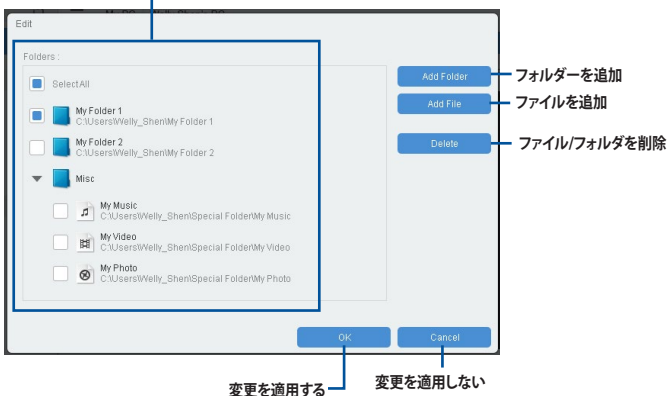 Edit
Folders :
SelectAll
Add Folder
フォルダーを追加
My Folder 1
C:\Users\Welly_Shen\My Folder 1
Add File
ファイルを追加
My Folder 2
C:\Users\Welly_Shen\My Folder 2
Delete
ファイル/フォルダを削除
Misc
My Music
C:\Users\Welly_Shen\Special Folder\My Music
My Video
C:\Users\Welly_Shen\Special Folder\My Video
My Photo
C:\Users\Welly_Shen\Special Folder\My Photo
OK
Cancel
変更を適用する
変更を適用しない